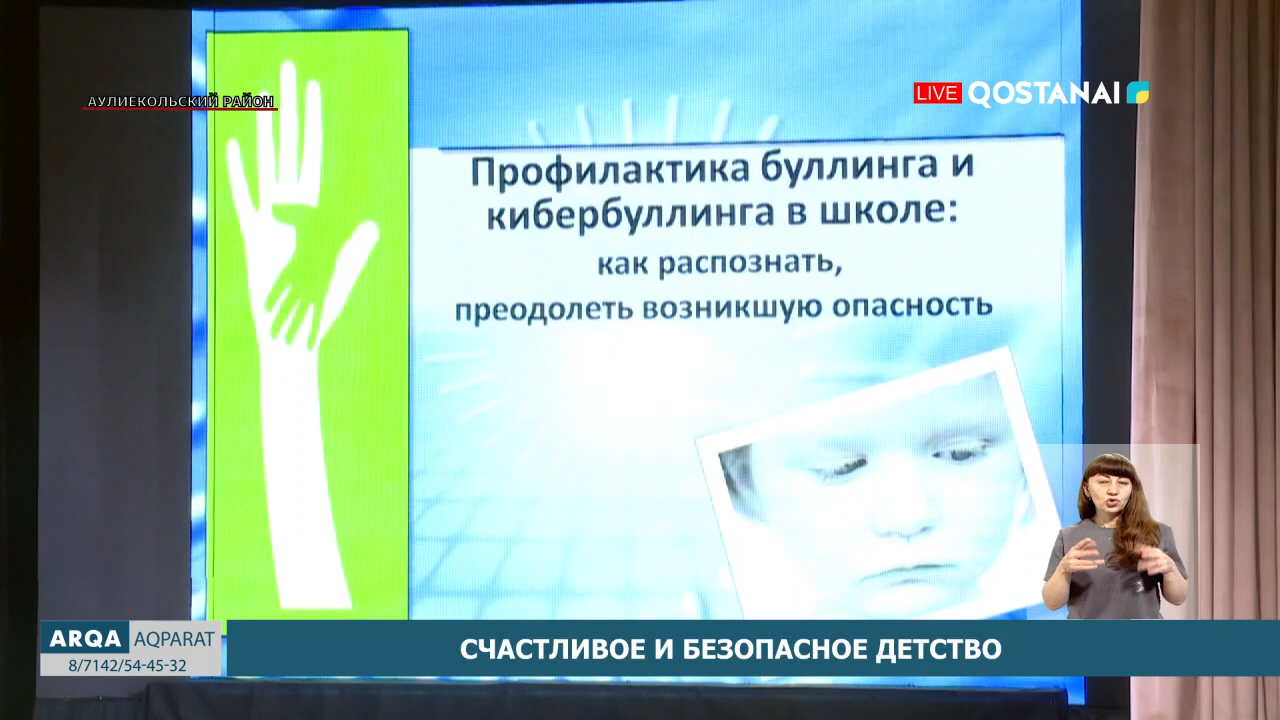 АУЛИЕКОЛЬСКИЙ РАЙОН
LIVE QOSTANAI
Профилактика буллинга и
кибербуллинга в школе:
как распознать,
преодолеть возникшую опасность
ARQA AQPARAT
8/7142/54-45-32
СЧАСТЛИВОЕ И БЕЗОПАСНОЕ ДЕТСТВО